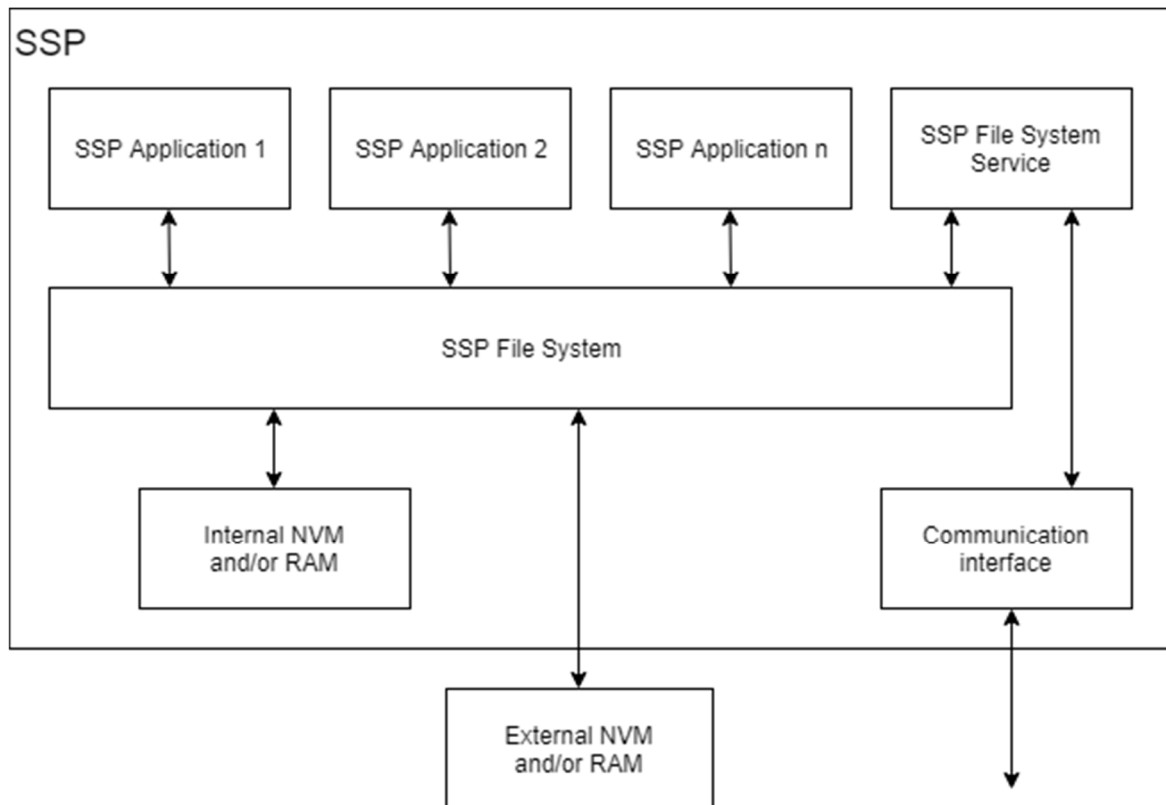 SSP
SSP Application 1
SSP Application 2
SSP Application n
SSP File System
Service
SSP File System
Internal NVM
and/or RAM
Communication
interface
External NVM
and/or RAM